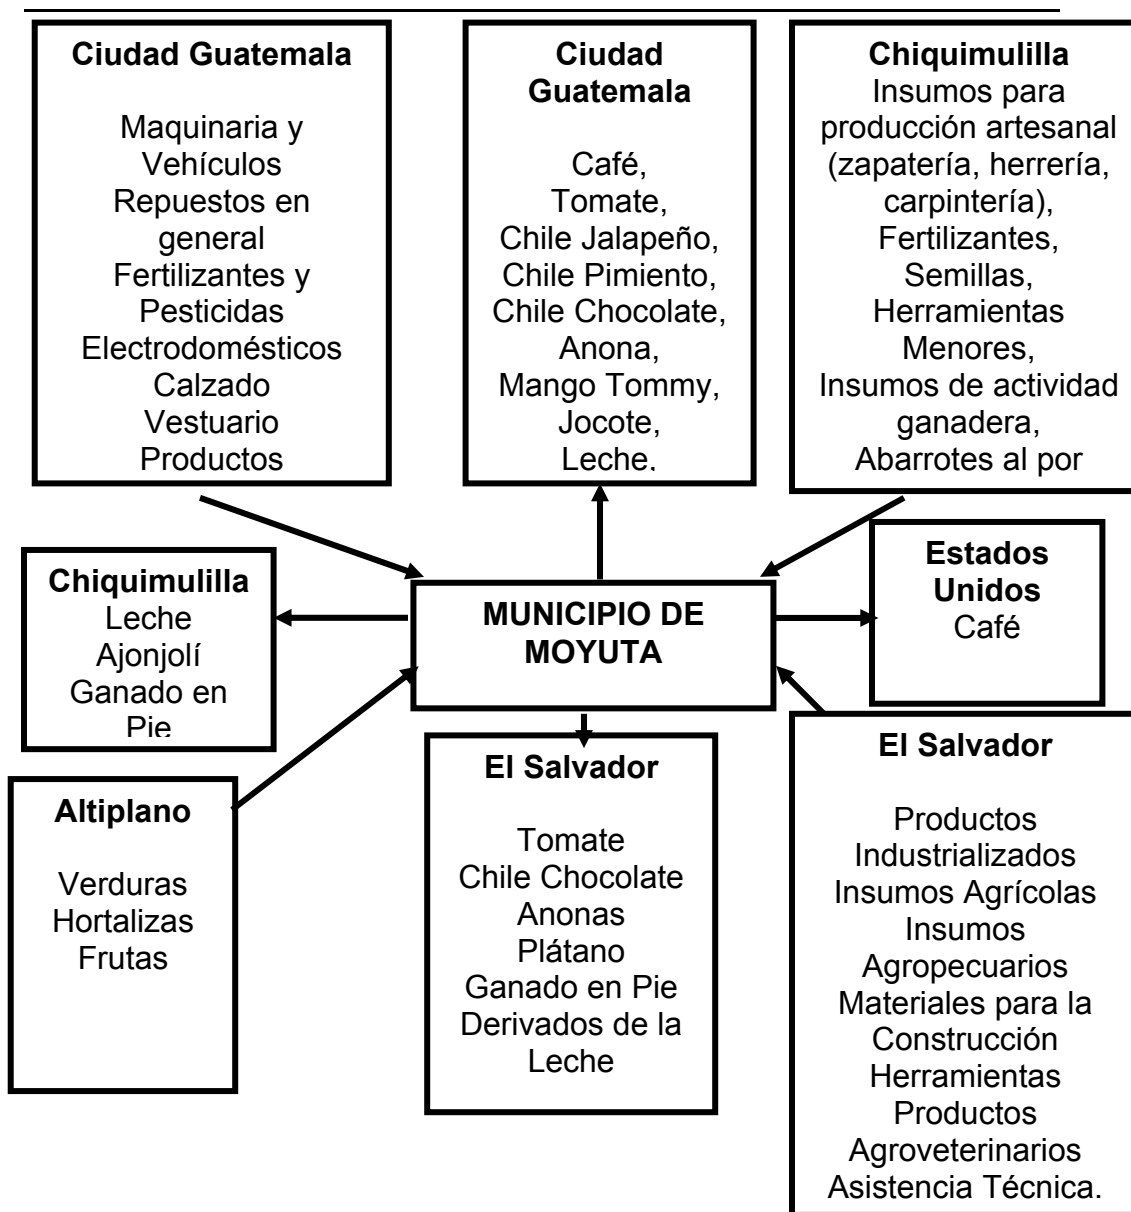 Ciudad Guatemala
Maquinaria y
Vehículos
Repuestos en
general
Fertilizantes y
Pesticidas
Electrodomésticos
Calzado
Vestuario
Productos
Ciudad
Guatemala
Café,
Tomate,
Chile Jalapeño,
Chile Pimiento,
Chile Chocolate,
Anona,
Mango Tommy,
Jocote,
Leche.
Chiquimulilla
Insumos para
producción artesanal
(zapatería, herrería,
carpintería),
Fertilizantes,
Semillas,
Herramientas
Menores,
Insumos de actividad
ganadera,
Abarrotes al por
Chiquimulilla
Leche
Ajonjolí
Ganado en
Pie
MUNICIPIO DE
MOYUTA
Estados
Unidos
Café
Altiplano
Verduras
Hortalizas
Frutas
El Salvador
Tomate
Chile Chocolate
Anonas
Plátano
Ganado en Pie
Derivados de la
Leche
El Salvador
Productos
Industrializados
Insumos Agrícolas
Insumos
Agropecuarios
Materiales para la
Construcción
Herramientas
Productos
Agroveterinarios
Asistencia Técnica.